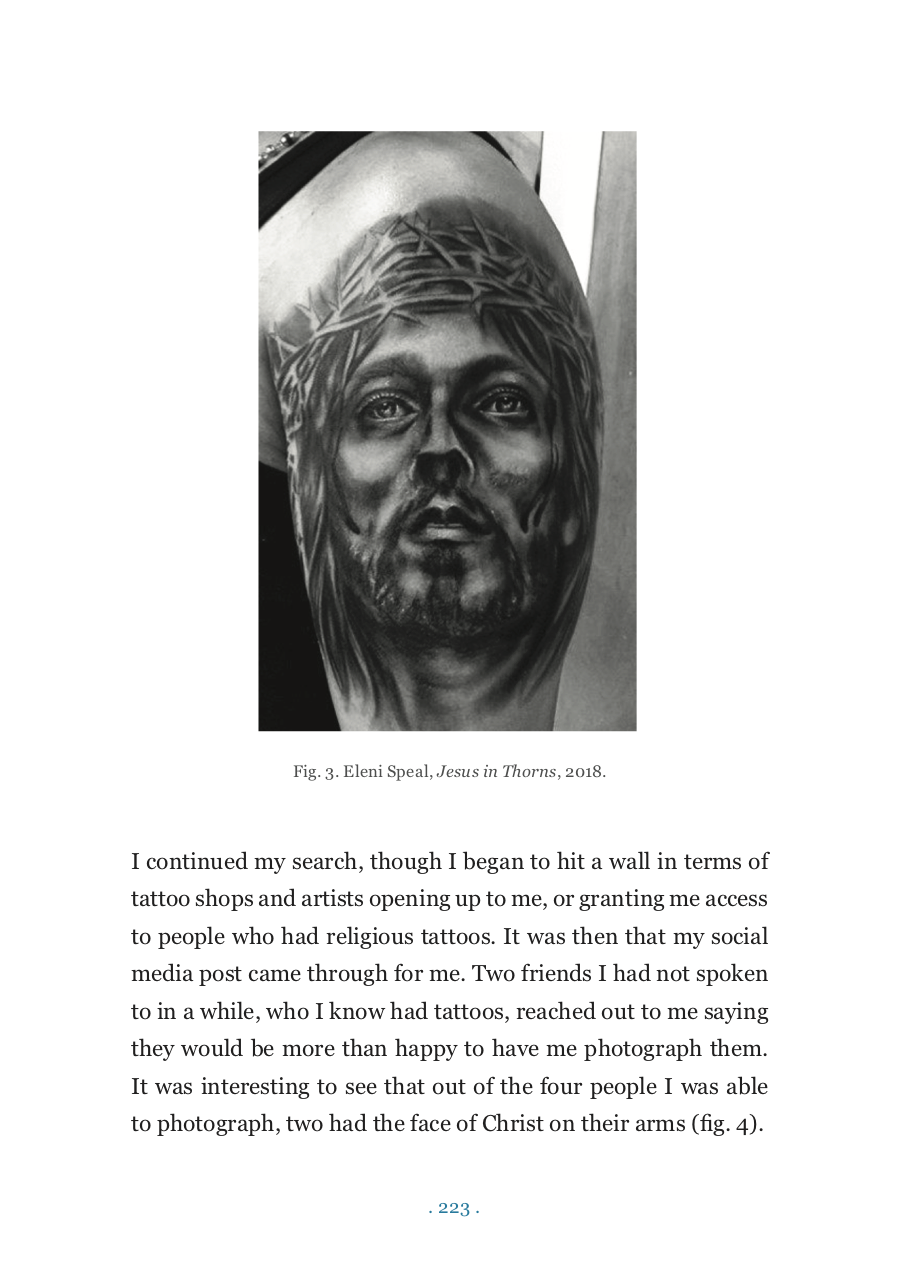 Fig. 3. Eleni Speal, Jesus in Thorns, 2018.
I continued my search, though I began to hit a wall in terms of
tattoo shops and artists opening up to me, or granting me access
to people who had religious tattoos. It was then that my social
media post came through for me. Two friends I had not spoken
to in a while, who I know had tattoos, reached out to me saying
they would be more than happy to have me photograph them.
It was interesting to see that out of the four people I was able
to photograph, two had the face of Christ on their arms (fig. 4).
. 223 .